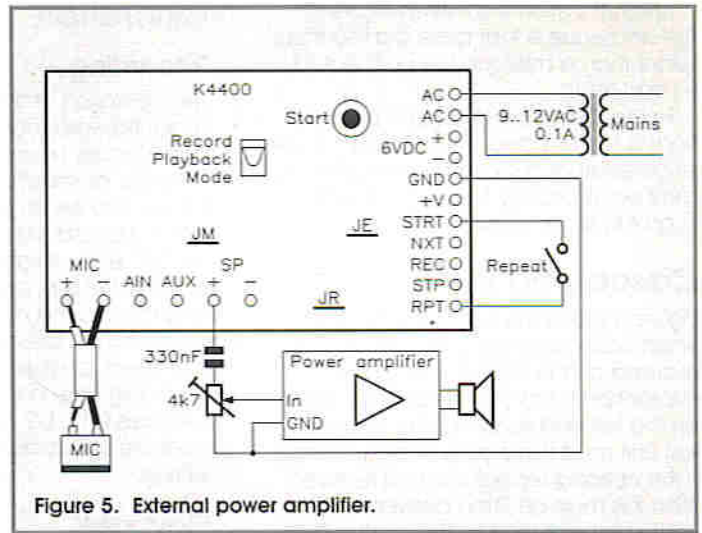 K4400
Start
Record
Playback
Mode
AC
AC
+
6VDC
−
GND
+V
STRT
NXT
REC
STP
RPT
9..12VAC
0.1A
Mains
Repeat
JM
JE
JR
MIC
+ −
AIN
AUX
SP
+ −
330nF
4k7
Power amplifier
In
GND
MIC
Figure 5. External power amplifier.